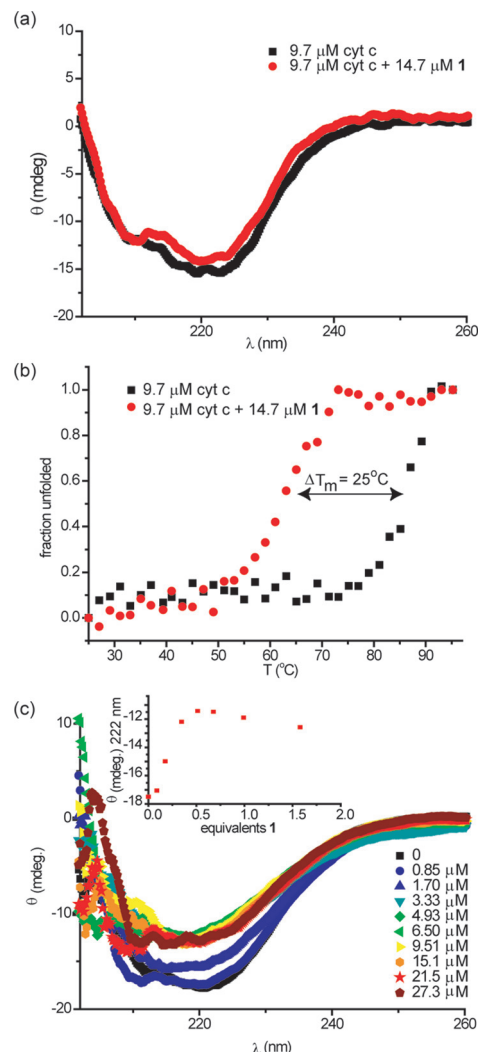 (a)
10
5
0
-5
-10
-15
-20
θ (mdeg)
9.7 μM cyt c
9.7 μM cyt c + 14.7 μM 1
220
240
260
λ (nm)
(b)
1.0
0.8
0.6
0.4
0.2
0.0
fraction unfolded
9.7 μM cyt c
9.7 μM cyt c + 14.7 μM 1
ΔTm = 25°C
30
40
50
60
70
80
90
T (°C)
(c)
10
0
-10
-20
θ (mdeg.)
θ (mdeg.) 222 nm
-12
-14
-16
-18
0.0
0.5
1.0
1.5
2.0
equivalents 1
0
0.85 μM
1.70 μM
3.33 μM
4.93 μM
6.50 μM
9.51 μM
15.1 μM
21.5 μM
27.3 μM
220
240
260
λ (nm)